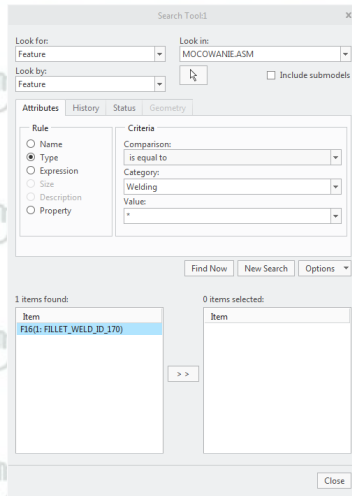 Search Tool:1
x
Look for:
Look in:
Feature
MOCOWANIE.ASM
Look by:
Feature
Include submodels
Attributes History Status Geometry
Rule
Criteria
Name
Comparison:
Type
is equal to
Expression
Category:
Size
Welding
Description
Value:
Property
*
Find Now New Search Options
1 items found:
0 items selected:
Item
Item
F16(1: FILLET_WELD_ID_170)
> >
Close